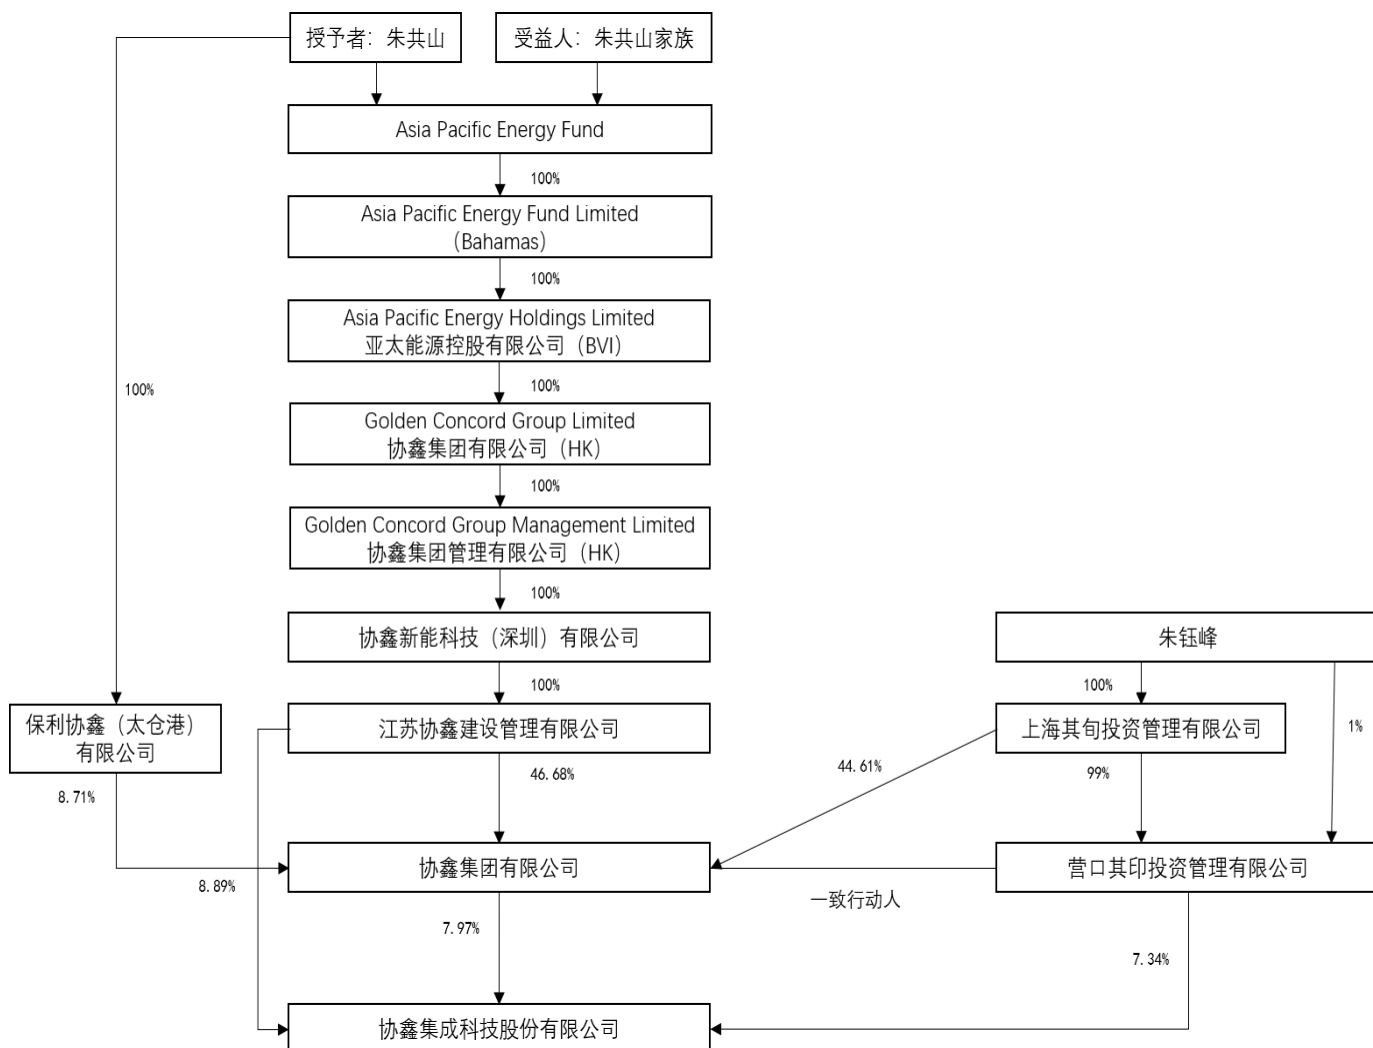 授予者：朱共山
受益人：朱共山家族
Asia Pacific Energy Fund
100%
Asia Pacific Energy Fund Limited
（Bahamas）
100%
Asia Pacific Energy Holdings Limited
亚太能源控股有限公司（BVI）
100%
100%
Golden Concord Group Limited
协鑫集团有限公司（HK）
100%
Golden Concord Group Management Limited
协鑫集团管理有限公司（HK）
100%
协鑫新能科技（深圳）有限公司
朱钰峰
100%
100%
保利协鑫（太仓港）
有限公司
江苏协鑫建设管理有限公司
上海其旬投资管理有限公司
1%
46.68%
44.61%
99%
8.71%
协鑫集团有限公司
营口其印投资管理有限公司
8.89%
一致行动人
7.97%
7.34%
协鑫集成科技股份有限公司